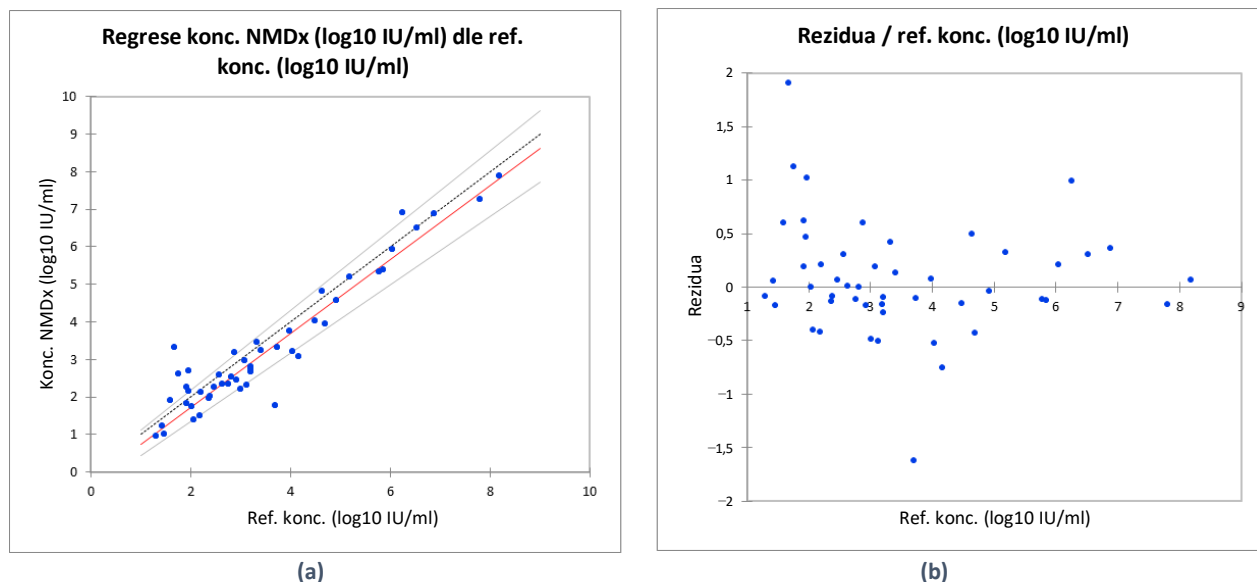 Regrese konc. NMDx (log10 IU/ml) dle ref.
konc. (log10 IU/ml)
10
9
8
7
6
5
4
3
2
1
0
0 2 4 6 8 10
Konc. NMDx (log10 IU/ml)
Ref. konc. (log10 IU/ml)
(a)
Rezidua / ref. konc. (log10 IU/ml)
2
1,5
1
0,5
0
−0,5
−1
−1,5
−2
1 2 3 4 5 6 7 8 9
Rezidua
Ref. konc. (log10 IU/ml)
(b)